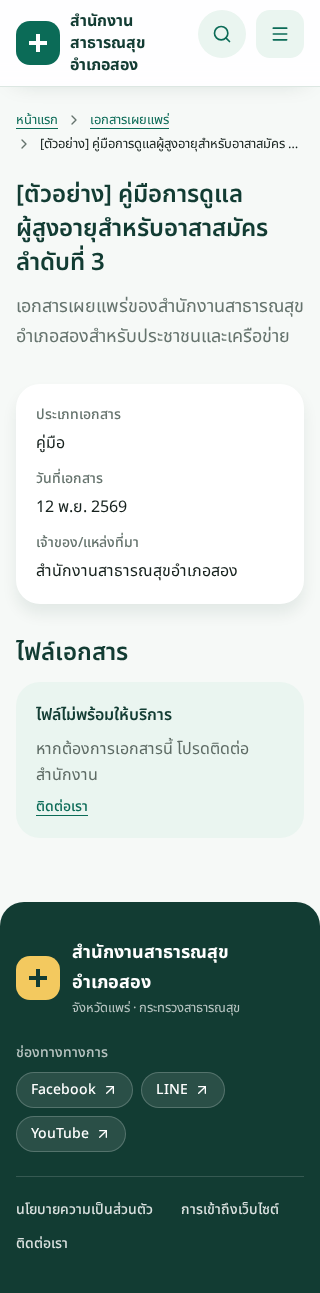 สำนักงาน
สาธารณสุข
อำเภอสอง
หน้าแรก > เอกสารเผยแพร่
> [ตัวอย่าง] คู่มือการดูแลผู้สูงอายุสำหรับอาสาสมัคร ...
[ตัวอย่าง] คู่มือการดูแล
ผู้สูงอายุสำหรับอาสาสมัคร
ลำดับที่ 3
เอกสารเผยแพร่ของสำนักงานสาธารณสุข
อำเภอสองสำหรับประชาชนและเครือข่าย
ประเภทเอกสาร
คู่มือ
วันที่เอกสาร
12 พ.ย. 2569
เจ้าของ/แหล่งที่มา
สำนักงานสาธารณสุขอำเภอสอง
ไฟล์เอกสาร
ไฟล์ไม่พร้อมให้บริการ
หากต้องการเอกสารนี้ โปรดติดต่อ
สำนักงาน
ติดต่อเรา
สำนักงานสาธารณสุข
อำเภอสอง
จังหวัดแพร่ · กระทรวงสาธารณสุข
ช่องทางทางการ
Facebook LINE
YouTube
นโยบายความเป็นส่วนตัว การเข้าถึงเว็บไซต์
ติดต่อเรา